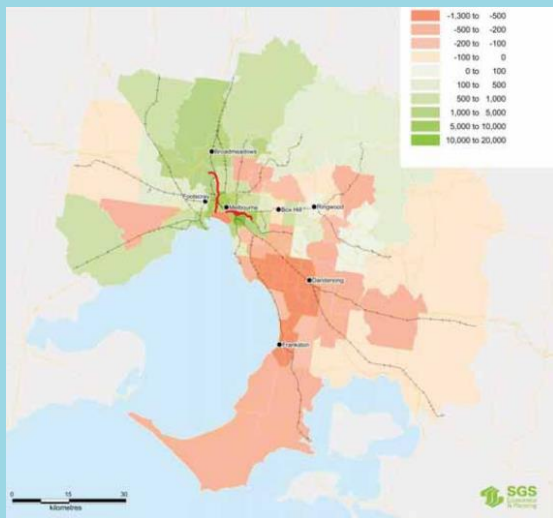 -1,300 to -500
-500 to -200
-200 to -100
-100 to 0
0 to 100
100 to 500
500 to 1,000
1,000 to 5,000
5,000 to 10,000
10,000 to 20,000
Broadmeadows
Footscray
Melbourne
Box Hill
Ringwood
Dandenong
Frankston
0 15 30
kilometres
SGS
Economics
& Planning